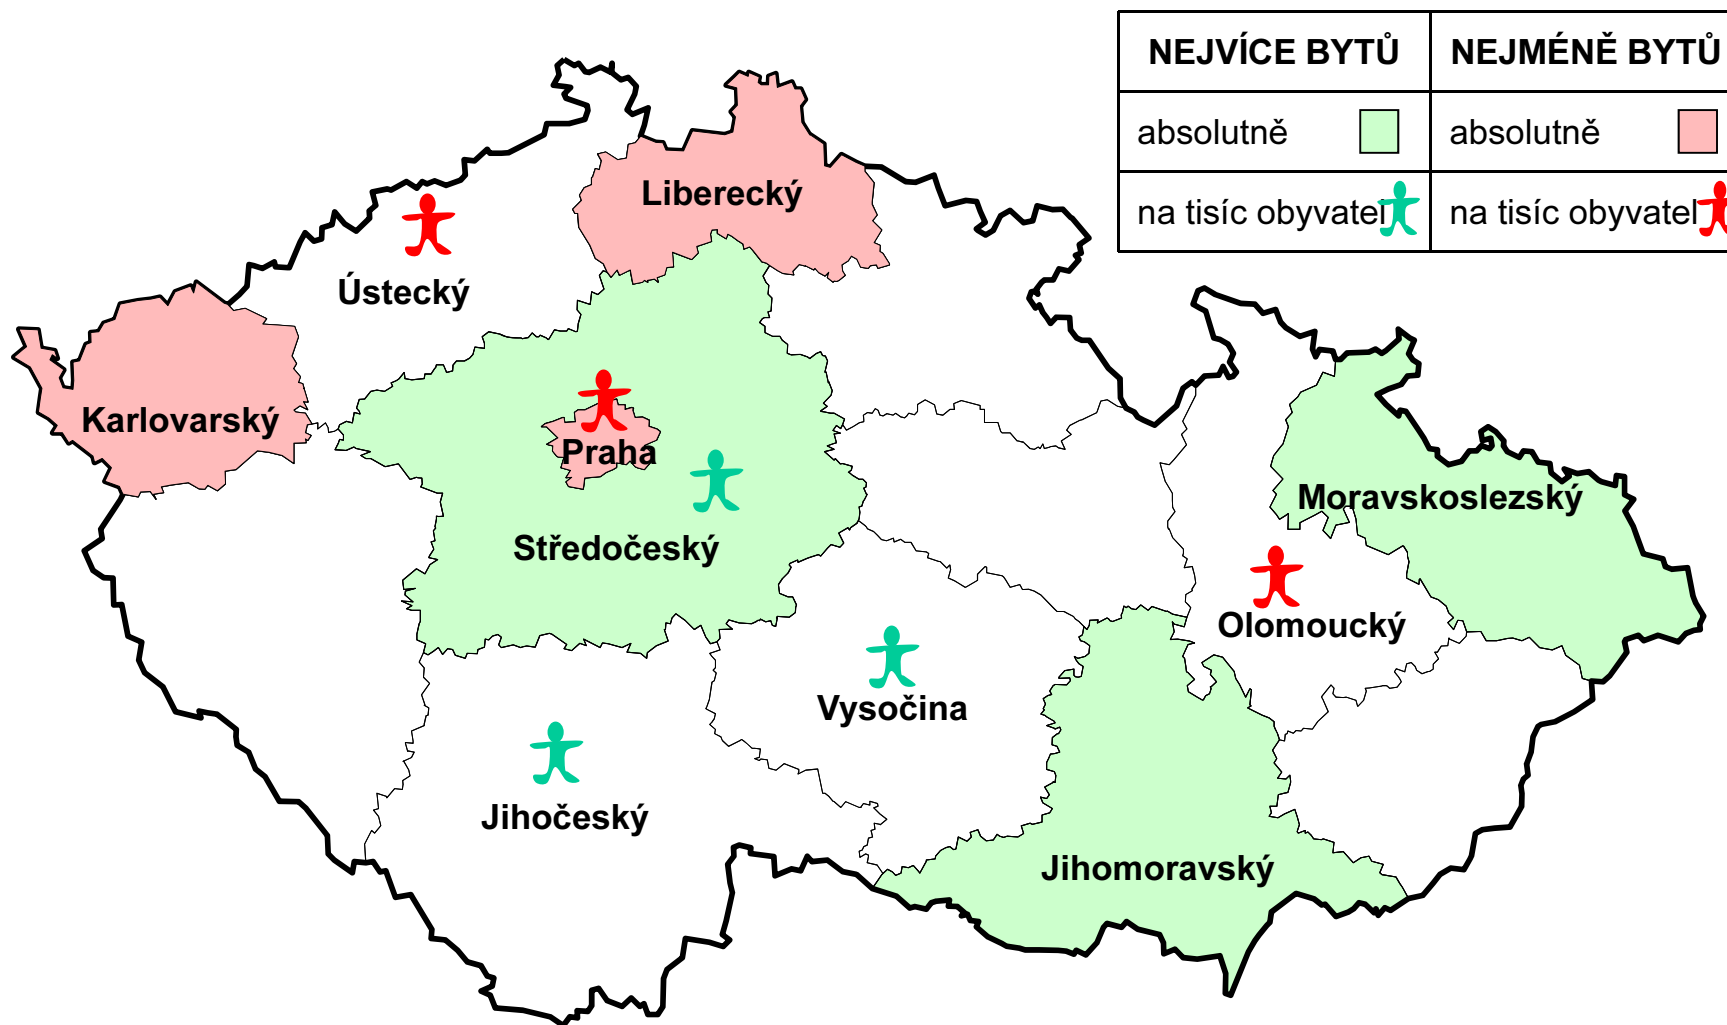 NEJVÍCE BYTŮ NEJMÉNĚ BYTŮ
absolutně absolutně
na tisíc obyvatel na tisíc obyvatel
Liberecký
Ústecký
Karlovarský
Praha
Moravskoslezský
Středočeský
Olomoucký
Vysočina
Jihočeský
Jihomoravský